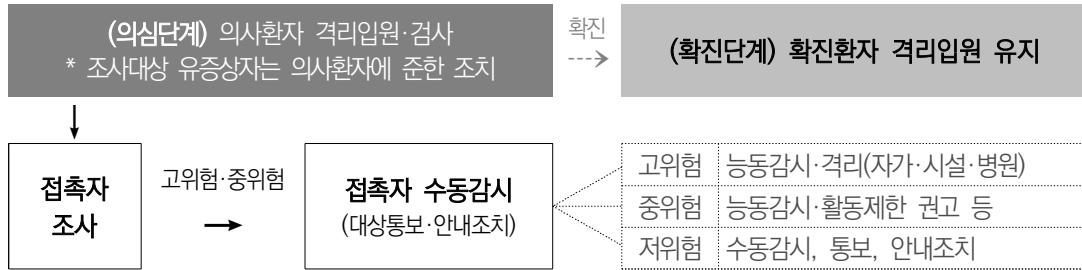 (의심단계) 의사환자 격리입원·검사
* 조사대상 유증상자는 의사환자에 준한 조치
확진
(확진단계) 확진환자 격리입원 유지
접촉자
조사
고위험·중위험
접촉자 수동감시
(대상통보·안내조치)
고위험 능동감시·격리(자가·시설·병원)
중위험 능동감시·활동제한 권고 등
저위험 수동감시, 통보, 안내조치